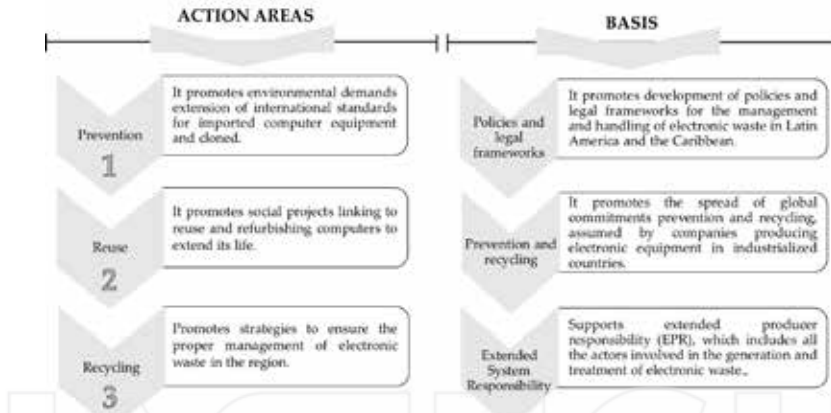 ACTION AREAS
Prevention
1
It promotes environmental demands
extension of international standards
for imported computer equipment
and cloned.
Reuse
2
It promotes social projects linking to
reuse and refurbishing computers to
extend its life.
Recycling
3
Promotes strategies to ensure the
proper management of electronic
waste in the region.
BASIS
Policies and
legal
frameworks
It promotes development of policies and
legal frameworks for the management
and handling of electronic waste in Latin
America and the Caribbean.
Prevention and
recycling
It promotes the spread of global
commitments prevention and recycling,
assumed by companies producing
electronic equipment in industrialized
countries.
Extended
System
Responsibility
Supports extended producer
responsibility (EPR), which includes all
the actors involved in the generation and
treatment of electronic waste.,